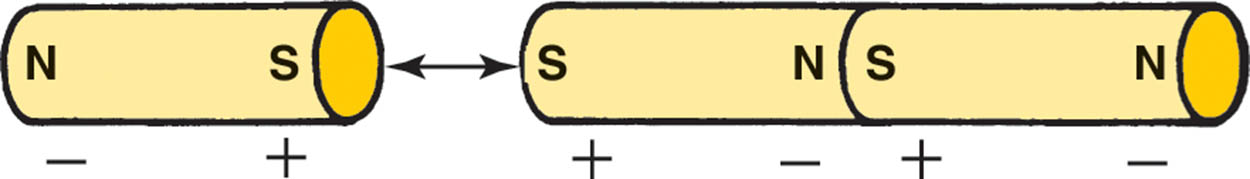 N S S N S N
− + + − + −